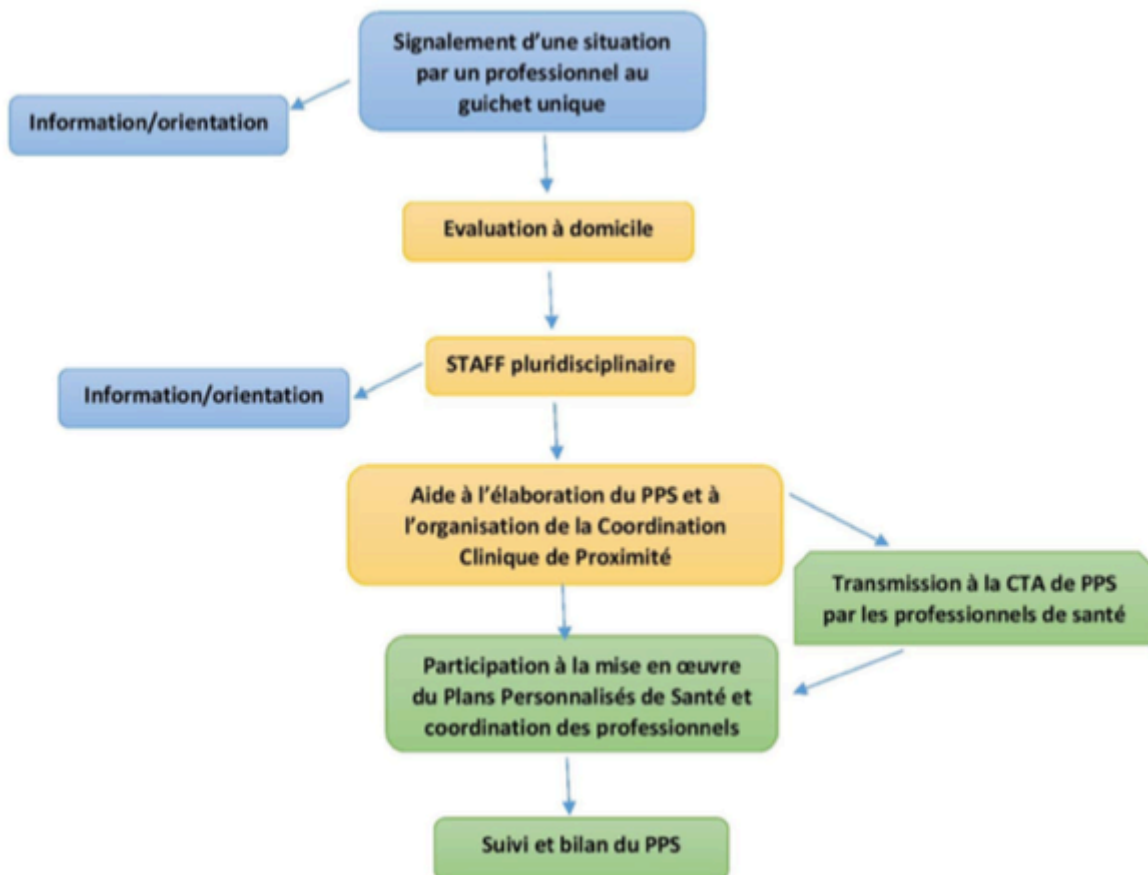 Signalement d'une situation
par un professionnel au
guichet unique
Information/orientation
Evaluation à domicile
STAFF pluridisciplinaire
Information/orientation
Aide à l'élaboration du PPS et à
l'organisation de la Coordination
Clinique de Proximité
Transmission à la CTA de PPS
par les professionnels de santé
Participation à la mise en œuvre
du Plans Personnalisés de Santé et
coordination des professionnels
Suivi et bilan du PPS